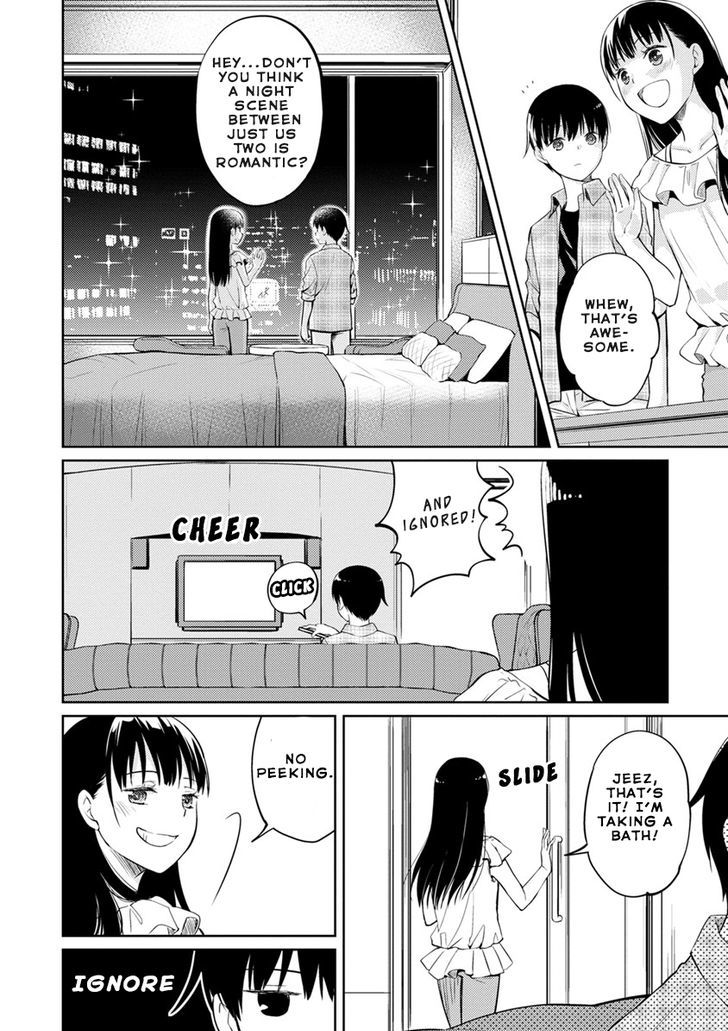 WHEW,
THAT'S
AWE-
SOME.
HEY...DON'T
YOU THINK
A NIGHT
SCENE
BETWEEN
JUST US
TWO IS
ROMANTIC?
AND
IGNORED!
CLICK
CHEER
JEEZ,
THAT'S
IT! I'M
TAKING A
BATH!
SLIDE
NO
PEEKING.
IGNORE